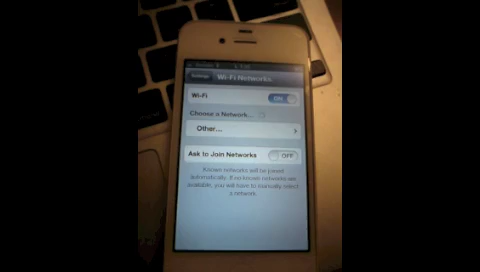 Settings Wi-Fi Networks
Wi-Fi ON
Choose a Network...
Other...
Ask to Join Networks OFF
Known networks will be joined
automatically. If no known networks are
available, you will have to manually select
a network.